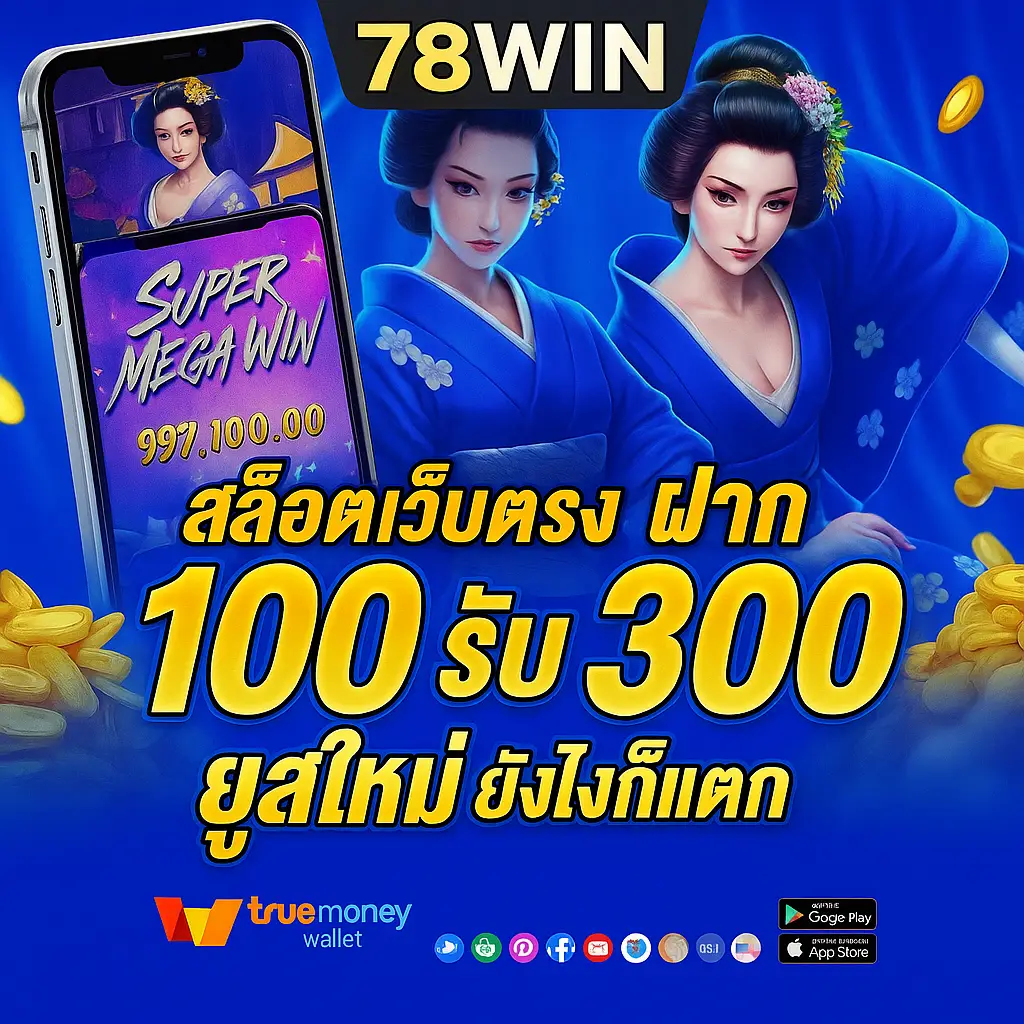 78WIN
SUPER
MEGA WIN
997,100.00
สล็อตเว็บตรง ฝาก
100 รับ 300
ยูสใหม่ ยังไงก็แตก
truemoney
wallet
Goge Play
App Store